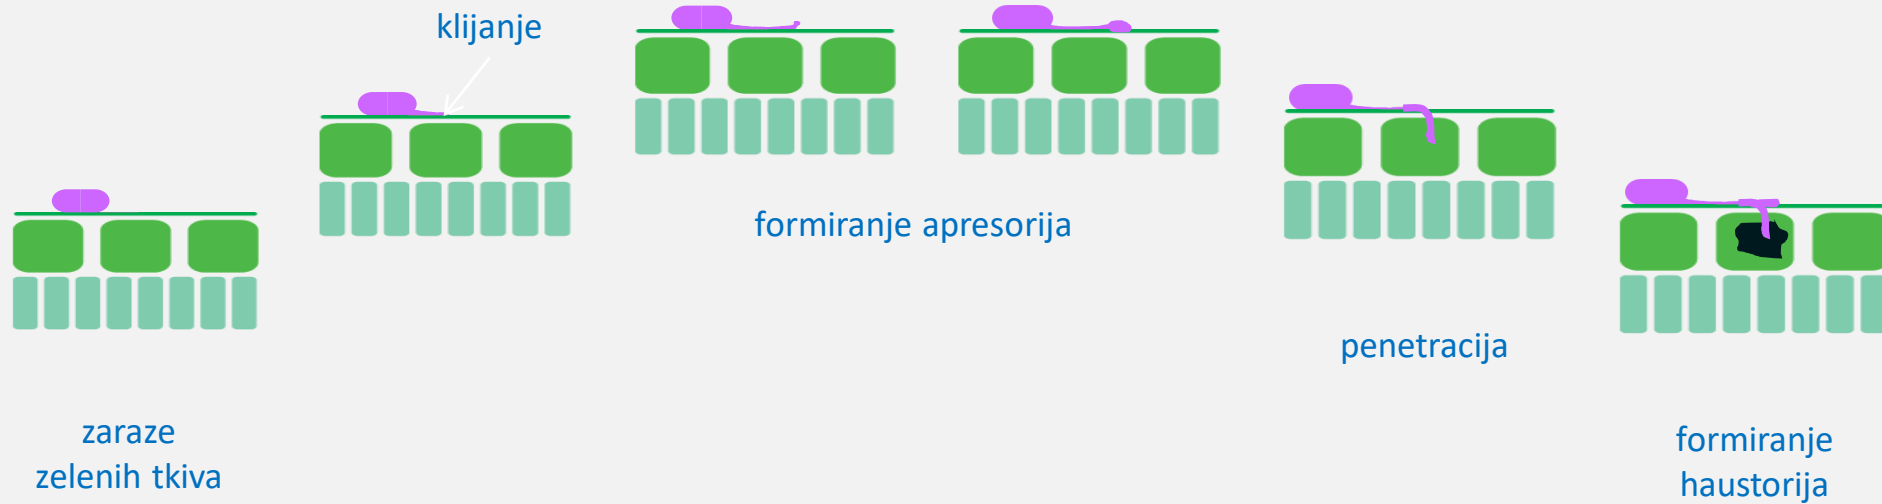 klijanje
formiranje apresorija
penetracija
zaraze
zelenih tkiva
formiranje
haustorija